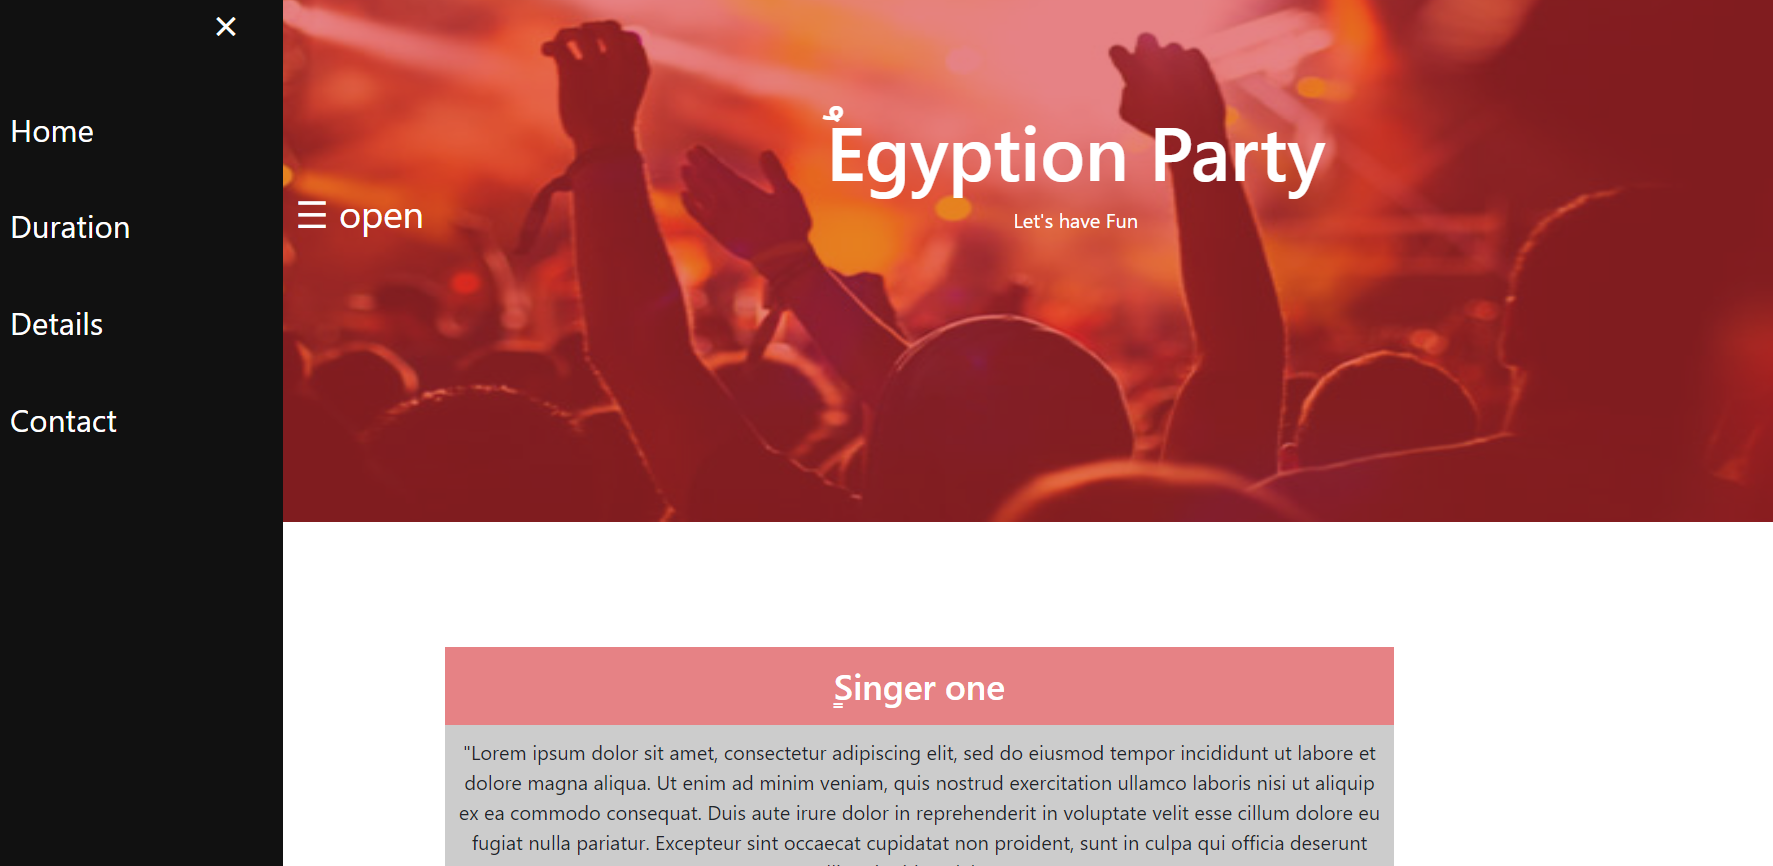 ×
Home
Duration
Details
Contact
☰ open
Egyption Party
Let's have Fun
Singer one
"Lorem ipsum dolor sit amet, consectetur adipiscing elit, sed do eiusmod tempor incididunt ut labore et
dolore magna aliqua. Ut enim ad minim veniam, quis nostrud exercitation ullamco laboris nisi ut aliquip
ex ea commodo consequat. Duis aute irure dolor in reprehenderit in voluptate velit esse cillum dolore eu
fugiat nulla pariatur. Excepteur sint occaecat cupidatat non proident, sunt in culpa qui officia deserunt